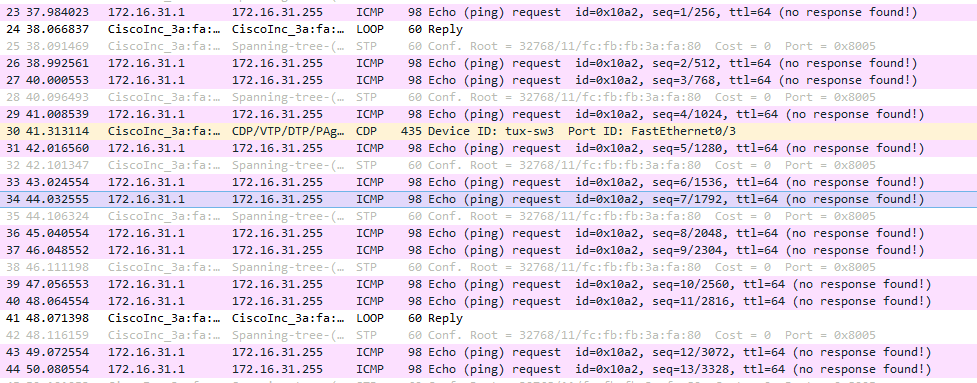 23 37.984023 172.16.31.1 172.16.31.255 ICMP 98 Echo (ping) request id=0x10a2, seq=1/256, ttl=64 (no response found!)
24 38.066837 CiscoInc_3a:fa:… CiscoInc_3a:fa:… LOOP 60 Reply
25 38.091469 CiscoInc_3a:fa:… Spanning-tree-(… STP 60 Conf. Root = 32768/11/fc:fb:fb:3a:fa:80 Cost = 0 Port = 0x8005
26 38.992561 172.16.31.1 172.16.31.255 ICMP 98 Echo (ping) request id=0x10a2, seq=2/512, ttl=64 (no response found!)
27 40.000553 172.16.31.1 172.16.31.255 ICMP 98 Echo (ping) request id=0x10a2, seq=3/768, ttl=64 (no response found!)
28 40.096493 CiscoInc_3a:fa:… Spanning-tree-(… STP 60 Conf. Root = 32768/11/fc:fb:fb:3a:fa:80 Cost = 0 Port = 0x8005
29 41.008539 172.16.31.1 172.16.31.255 ICMP 98 Echo (ping) request id=0x10a2, seq=4/1024, ttl=64 (no response found!)
30 41.313114 CiscoInc_3a:fa:… CDP/VTP/DTP/PAg… CDP 435 Device ID: tux-sw3 Port ID: FastEthernet0/3
31 42.016560 172.16.31.1 172.16.31.255 ICMP 98 Echo (ping) request id=0x10a2, seq=5/1280, ttl=64 (no response found!)
32 42.101347 CiscoInc_3a:fa:… Spanning-tree-(… STP 60 Conf. Root = 32768/11/fc:fb:fb:3a:fa:80 Cost = 0 Port = 0x8005
33 43.024554 172.16.31.1 172.16.31.255 ICMP 98 Echo (ping) request id=0x10a2, seq=6/1536, ttl=64 (no response found!)
34 44.032555 172.16.31.1 172.16.31.255 ICMP 98 Echo (ping) request id=0x10a2, seq=7/1792, ttl=64 (no response found!)
35 44.106324 CiscoInc_3a:fa:… Spanning-tree-(… STP 60 Conf. Root = 32768/11/fc:fb:fb:3a:fa:80 Cost = 0 Port = 0x8005
36 45.040554 172.16.31.1 172.16.31.255 ICMP 98 Echo (ping) request id=0x10a2, seq=8/2048, ttl=64 (no response found!)
37 46.048552 172.16.31.1 172.16.31.255 ICMP 98 Echo (ping) request id=0x10a2, seq=9/2304, ttl=64 (no response found!)
38 46.111198 CiscoInc_3a:fa:… Spanning-tree-(… STP 60 Conf. Root = 32768/11/fc:fb:fb:3a:fa:80 Cost = 0 Port = 0x8005
39 47.056553 172.16.31.1 172.16.31.255 ICMP 98 Echo (ping) request id=0x10a2, seq=10/2560, ttl=64 (no response found!)
40 48.064554 172.16.31.1 172.16.31.255 ICMP 98 Echo (ping) request id=0x10a2, seq=11/2816, ttl=64 (no response found!)
41 48.071398 CiscoInc_3a:fa:… CiscoInc_3a:fa:… LOOP 60 Reply
42 48.116159 CiscoInc_3a:fa:… Spanning-tree-(… STP 60 Conf. Root = 32768/11/fc:fb:fb:3a:fa:80 Cost = 0 Port = 0x8005
43 49.072554 172.16.31.1 172.16.31.255 ICMP 98 Echo (ping) request id=0x10a2, seq=12/3072, ttl=64 (no response found!)
44 50.080554 172.16.31.1 172.16.31.255 ICMP 98 Echo (ping) request id=0x10a2, seq=13/3328, ttl=64 (no response found!)